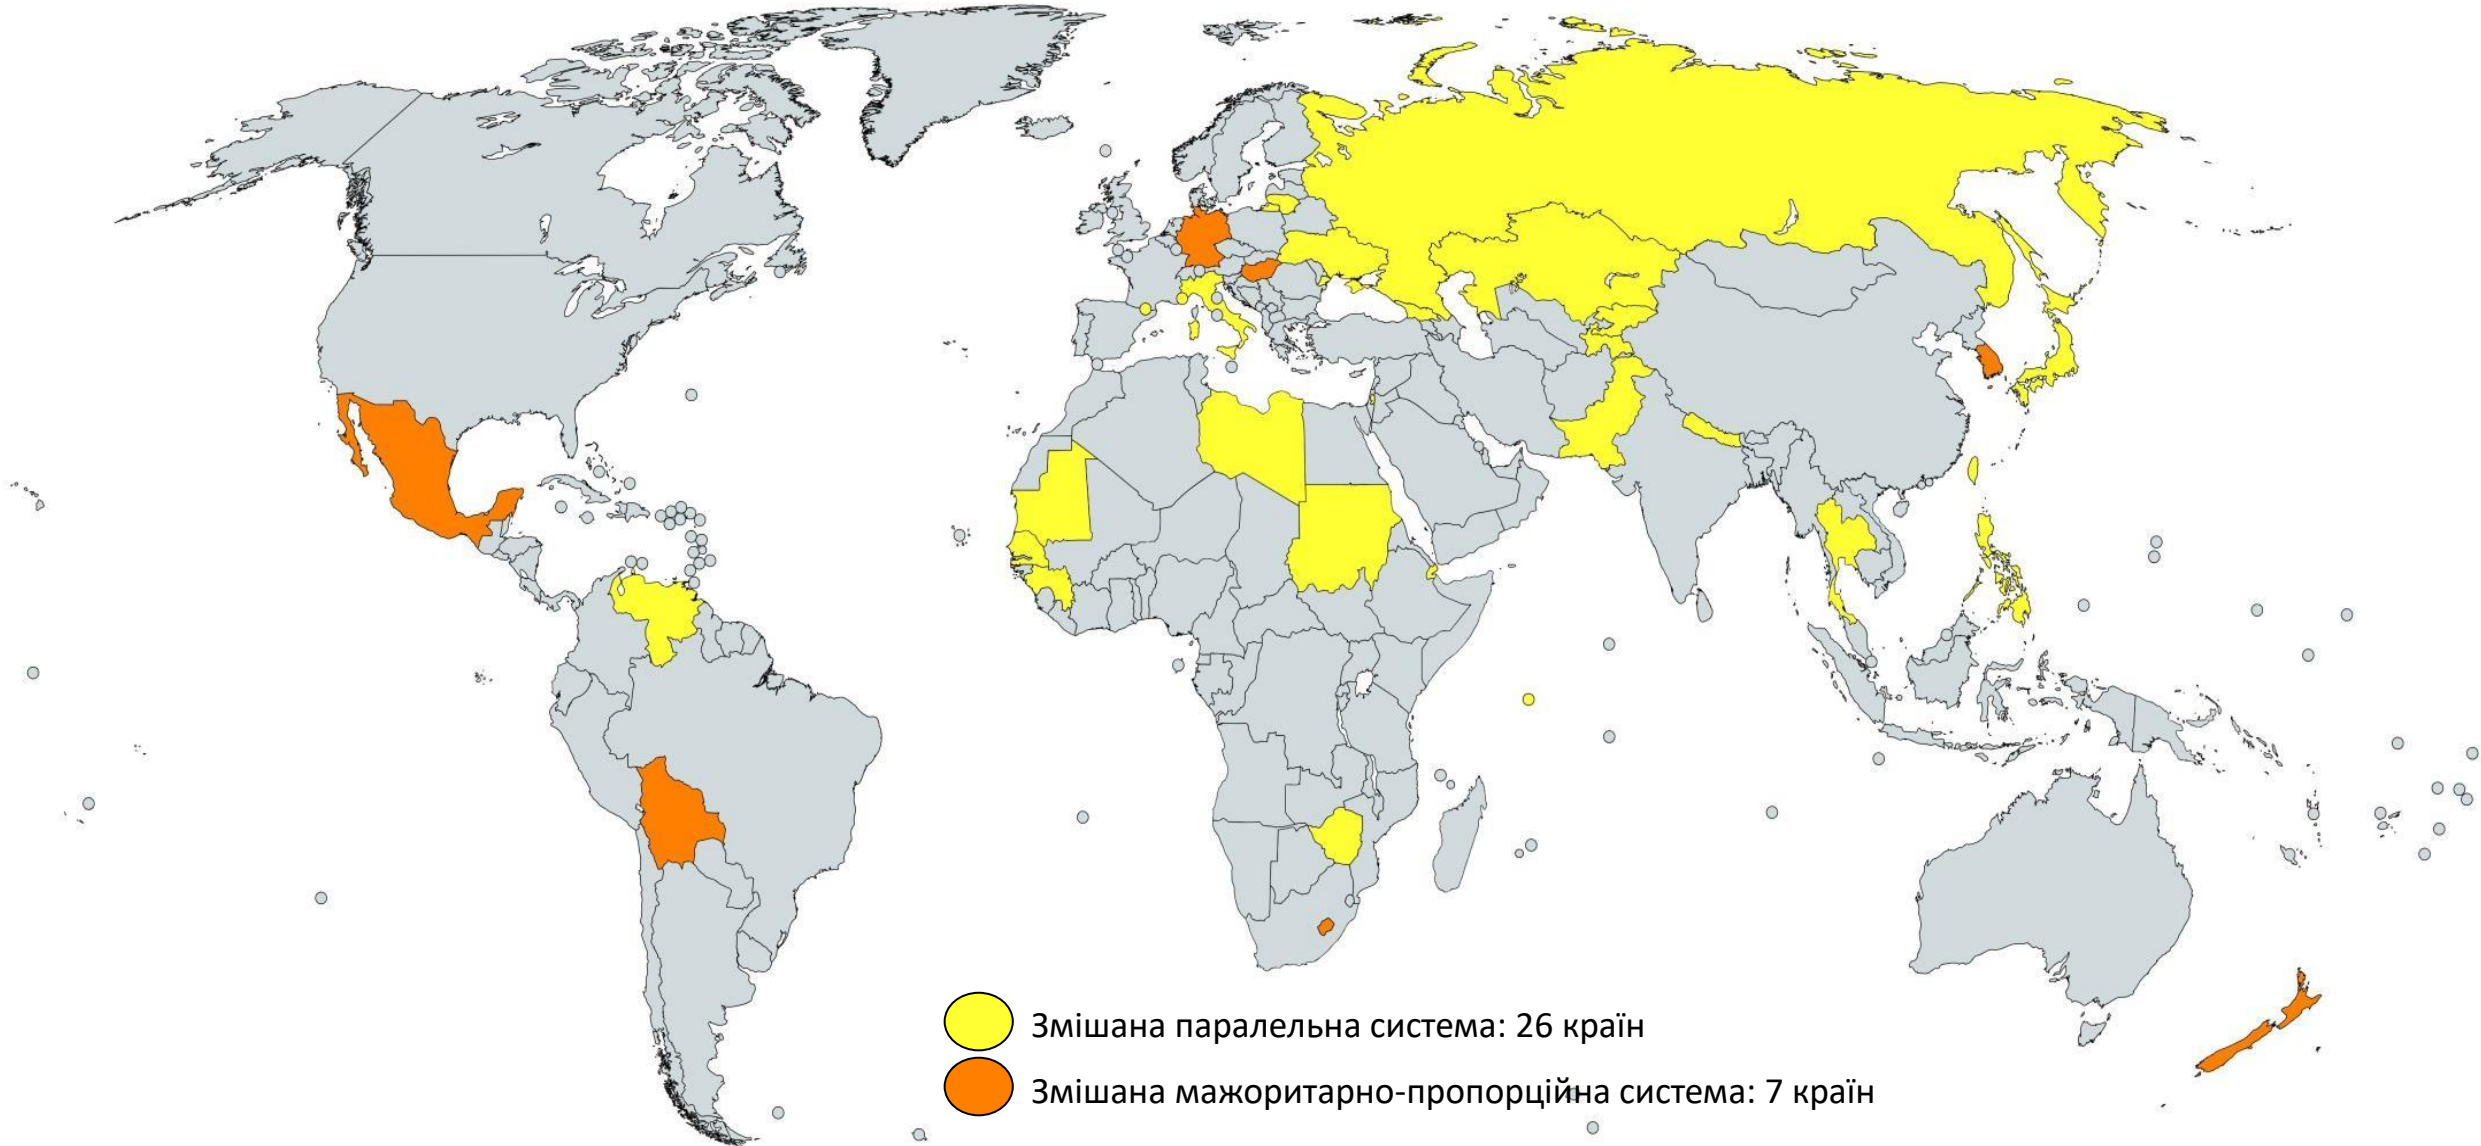 Змішана паралельна система: 26 країн
Змішана мажоритарно-пропорційна система: 7 країн